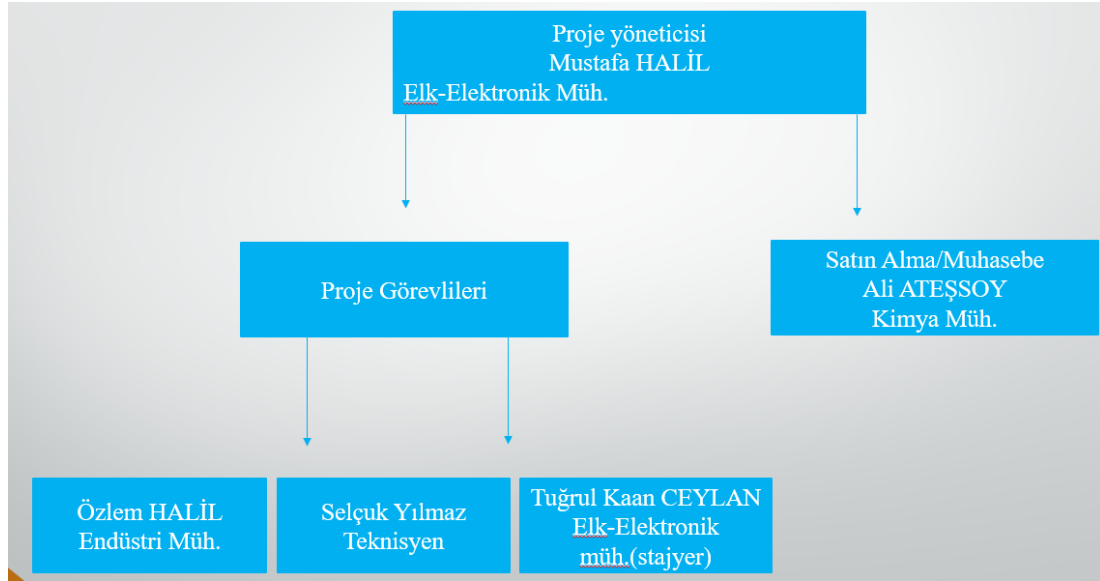 Proje yöneticisi
Mustafa HALİL
Elk-Elektronik Müh.
Proje Görevlileri
Satın Alma/Muhasebe
Ali ATEŞSOY
Kimya Müh.
Özlem HALİL
Endüstri Müh.
Selçuk Yılmaz
Teknisyen
Tuğrul Kaan CEYLAN
Elk-Elektronik
müh.(stajyer)